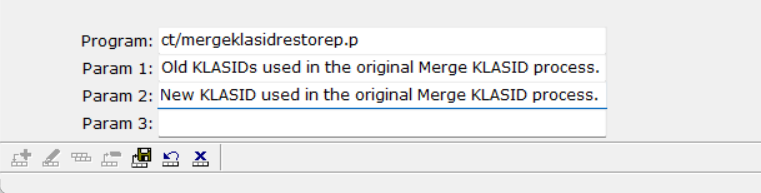 Program: ct/mergeklasidrestorep.p
Param 1: Old KLASIDs used in the original Merge KLASID process.
Param 2: New KLASID used in the original Merge KLASID process.
Param 3: